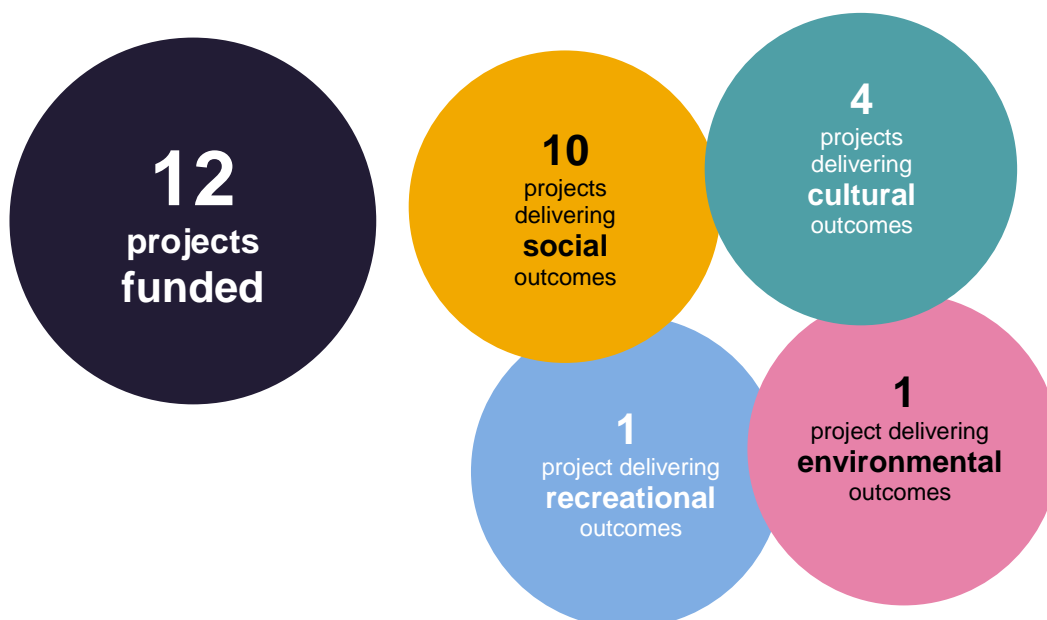 12
projects
funded
10
projects
delivering
social
outcomes
4
projects
delivering
cultural
outcomes
1
project delivering
recreational
outcomes
1
project delivering
environmental
outcomes